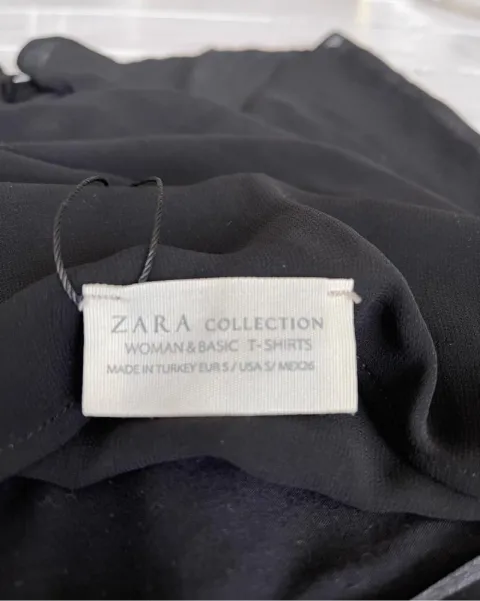 ZARA COLLECTION
WOMAN & BASIC T-SHIRTS
MADE IN TURKEY EUR S / USA S/ MEX26